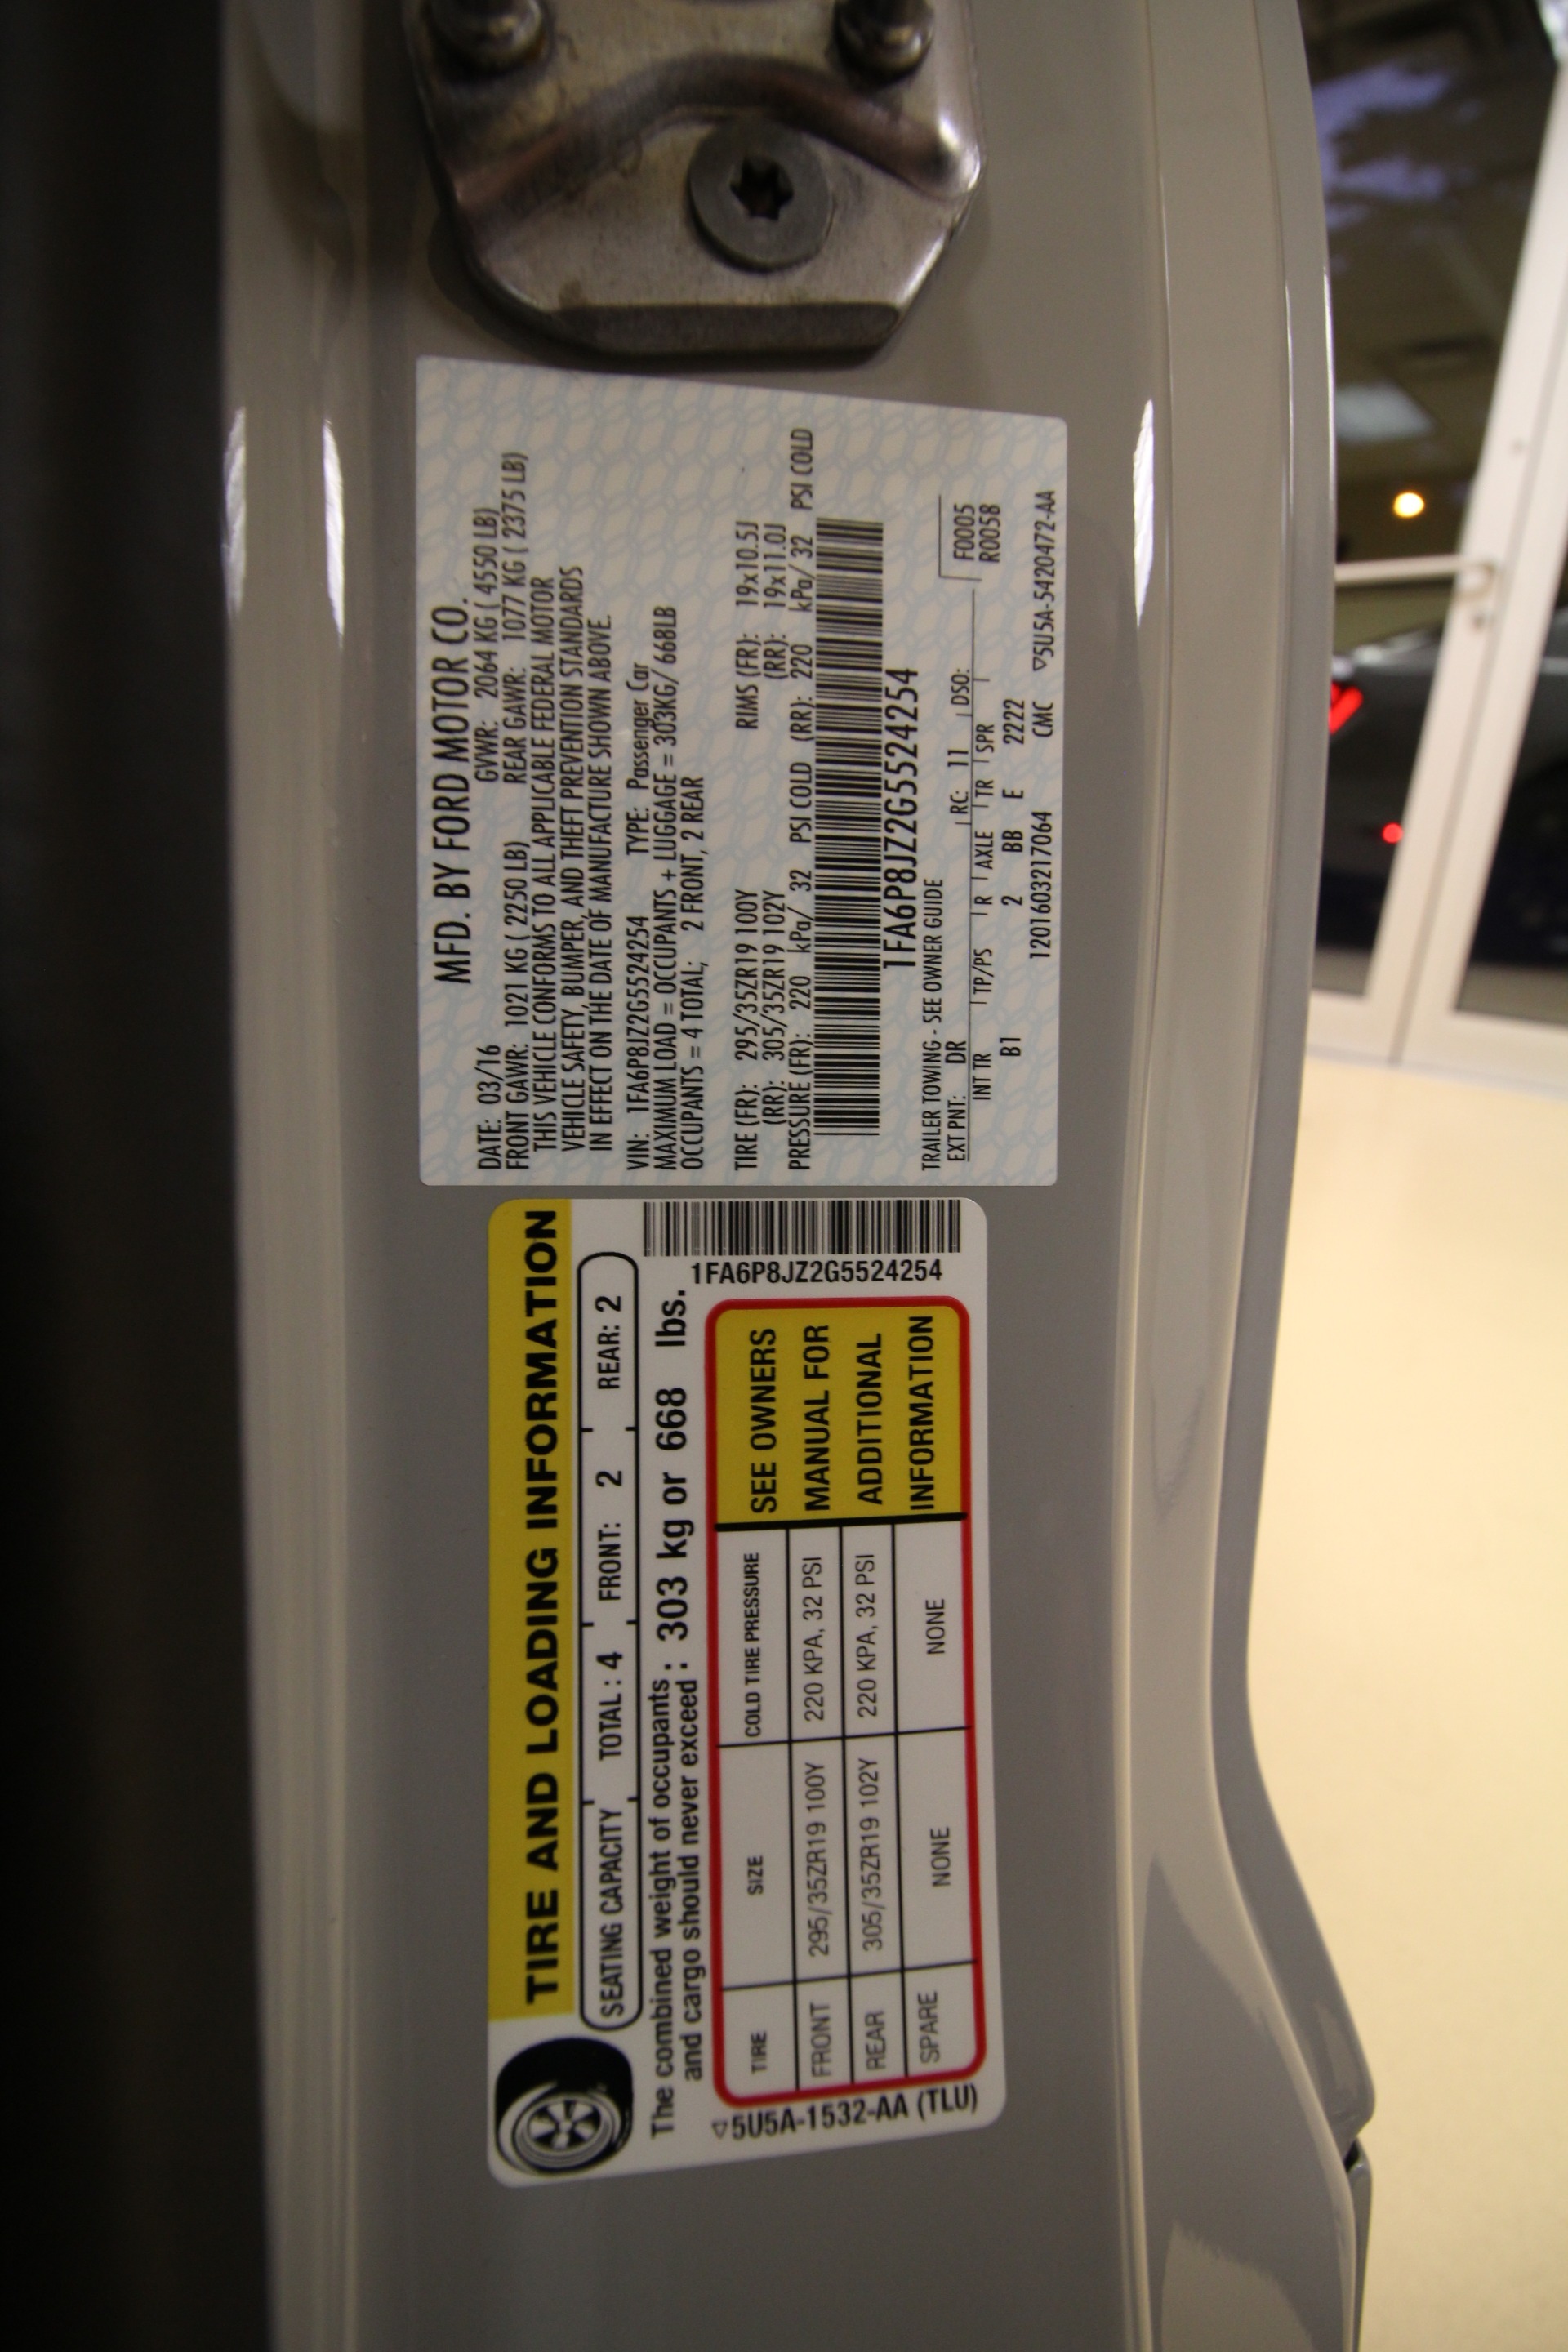 MFD. BY FORD MOTOR CO.
DATE: 03/16 GVWR: 2064 KG ( 4550 LB)
FRONT GAWR: 1021 KG ( 2250 LB) REAR GAWR: 1077 KG ( 2375 LB)
THIS VEHICLE CONFORMS TO ALL APPLICABLE FEDERAL MOTOR
VEHICLE SAFETY, BUMPER, AND THEFT PREVENTION STANDARDS
IN EFFECT ON THE DATE OF MANUFACTURE SHOWN ABOVE.
VIN: 1FA6P8JZ2G5524254 TYPE: Passenger Car
MAXIMUM LOAD = OCCUPANTS + LUGGAGE = 303KG/ 668LB
OCCUPANTS = 4 TOTAL; 2 FRONT, 2 REAR
TIRE (FR): 295/35ZR19 100Y RIMS (FR): 19x10.5J
(RR): 305/35ZR19 102Y (RR): 19x11.0J
PRESSURE (FR): 220 kPa/ 32 PSI COLD (RR): 220 kPa/ 32 PSI COLD
1FA6P8JZ2G5524254
TRAILER TOWING - SEE OWNER GUIDE
EXT PNT: DR RC: 11 DSO: F0005
INT TR TP/PS R AXLE TR SPR R0058
B1 2 BB E 2222
1201603217064 CMC ▽5U5A-5420472-AA
TIRE AND LOADING INFORMATION
SEATING CAPACITY TOTAL : 4 FRONT: 2 REAR: 2
The combined weight of occupants
and cargo should never exceed : 303 kg or 668 lbs.
1FA6P8JZ2G5524254
TIRE SIZE COLD TIRE PRESSURE
FRONT 295/35ZR19 100Y 220 KPA, 32 PSI
REAR 305/35ZR19 102Y 220 KPA, 32 PSI
SPARE NONE NONE
SEE OWNERS
MANUAL FOR
ADDITIONAL
INFORMATION
▽5U5A-1532-AA (TLU)